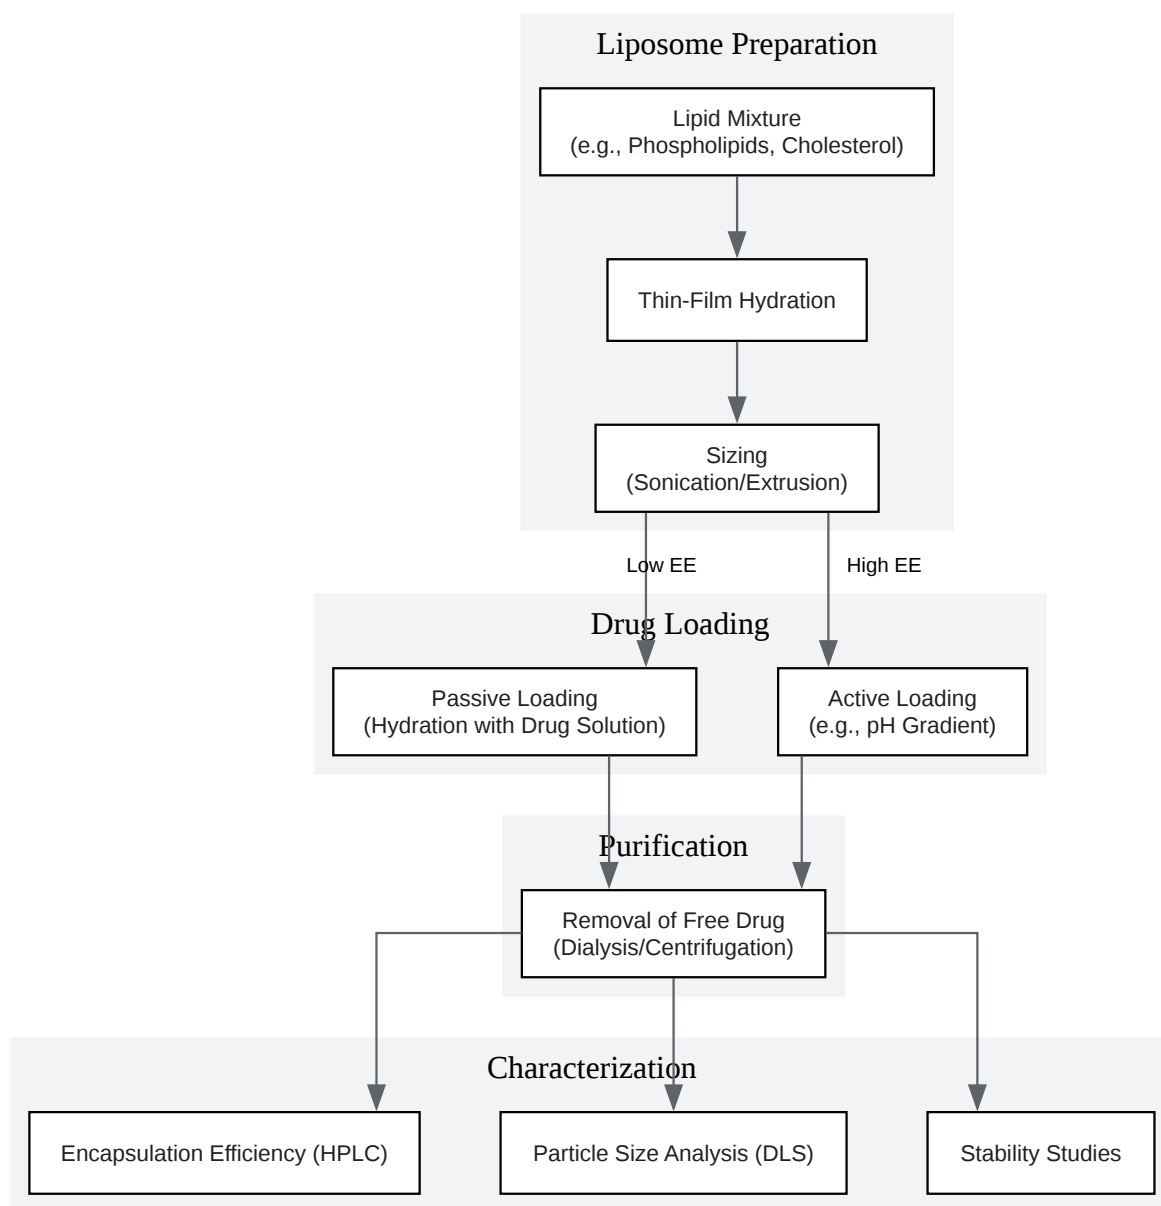 Liposome Preparation
Lipid Mixture
(e.g., Phospholipids, Cholesterol)
Thin-Film Hydration
Sizing
(Sonication/Extrusion)
Low EE
High EE
Drug Loading
Passive Loading
(Hydration with Drug Solution)
Active Loading
(e.g., pH Gradient)
Purification
Removal of Free Drug
(Dialysis/Centrifugation)
Characterization
Encapsulation Efficiency (HPLC)
Particle Size Analysis (DLS)
Stability Studies